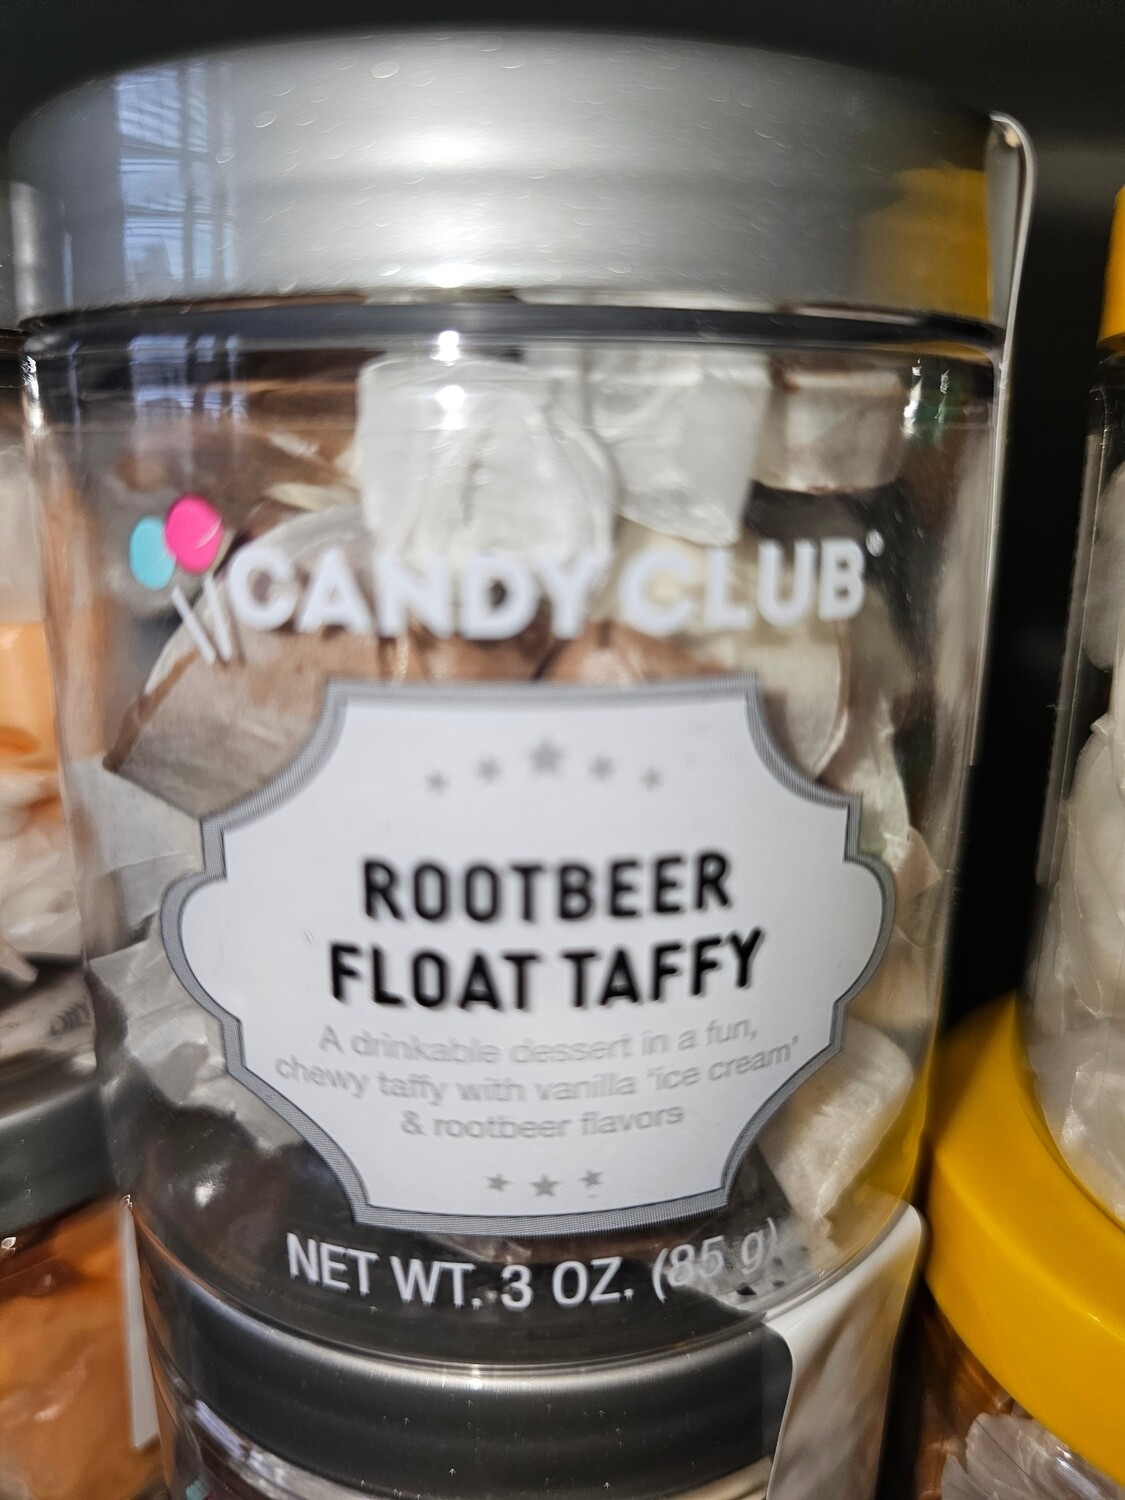 CANDY CLUB®
ROOTBEER
FLOAT TAFFY
A drinkable dessert in a fun,
chewy taffy with vanilla "ice cream"
& rootbeer flavors
NET WT. 3 OZ. (85 g)